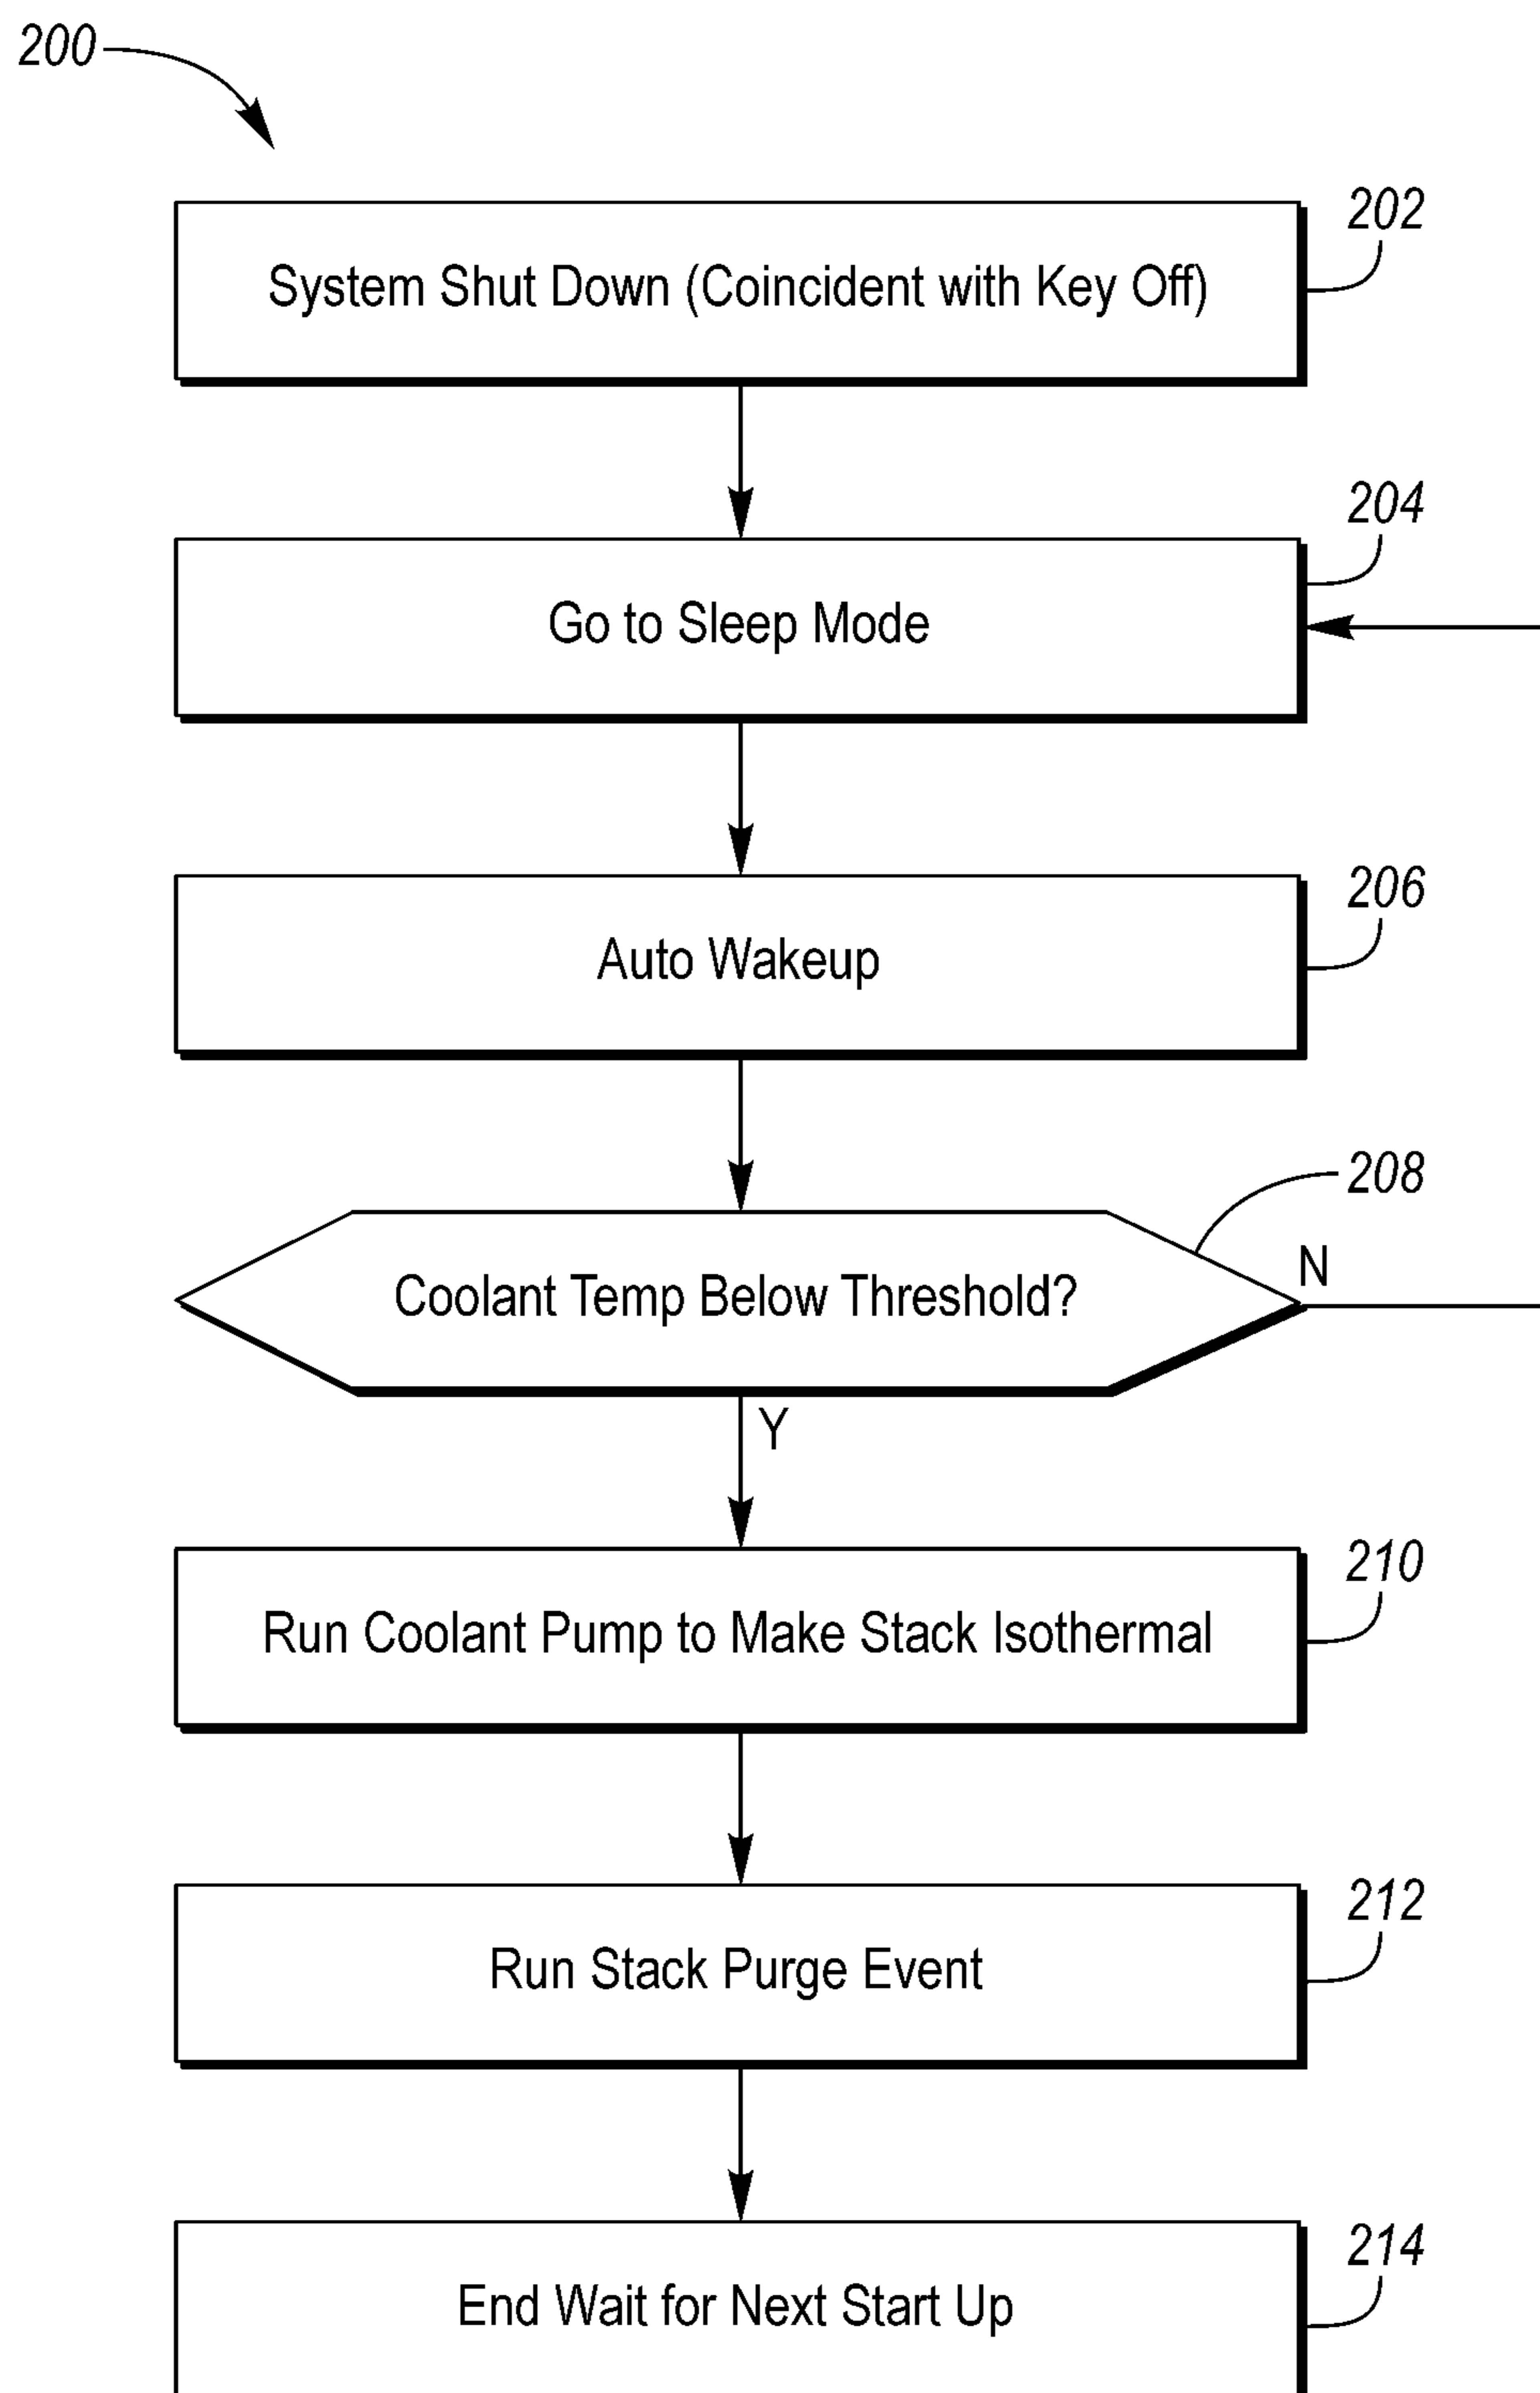 200
202
System Shut Down (Coincident with Key Off)
204
Go to Sleep Mode
206
Auto Wakeup
208
N
Coolant Temp Below Threshold?
Y
210
Run Coolant Pump to Make Stack Isothermal
212
Run Stack Purge Event
214
End Wait for Next Start Up